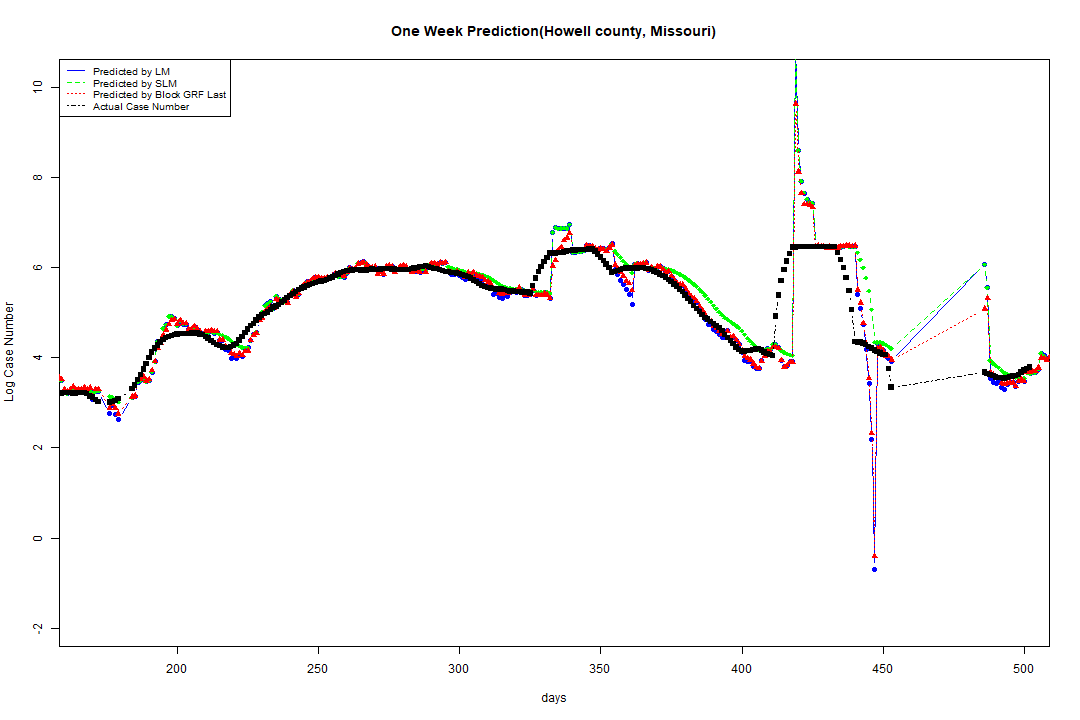 One Week Prediction(Howell county, Missouri)
Predicted by LM
Predicted by SLM
Predicted by Block GRF Last
Actual Case Number
10
8
6
4
2
0
-2
Log Case Number
200 250 300 350 400 450 500
days